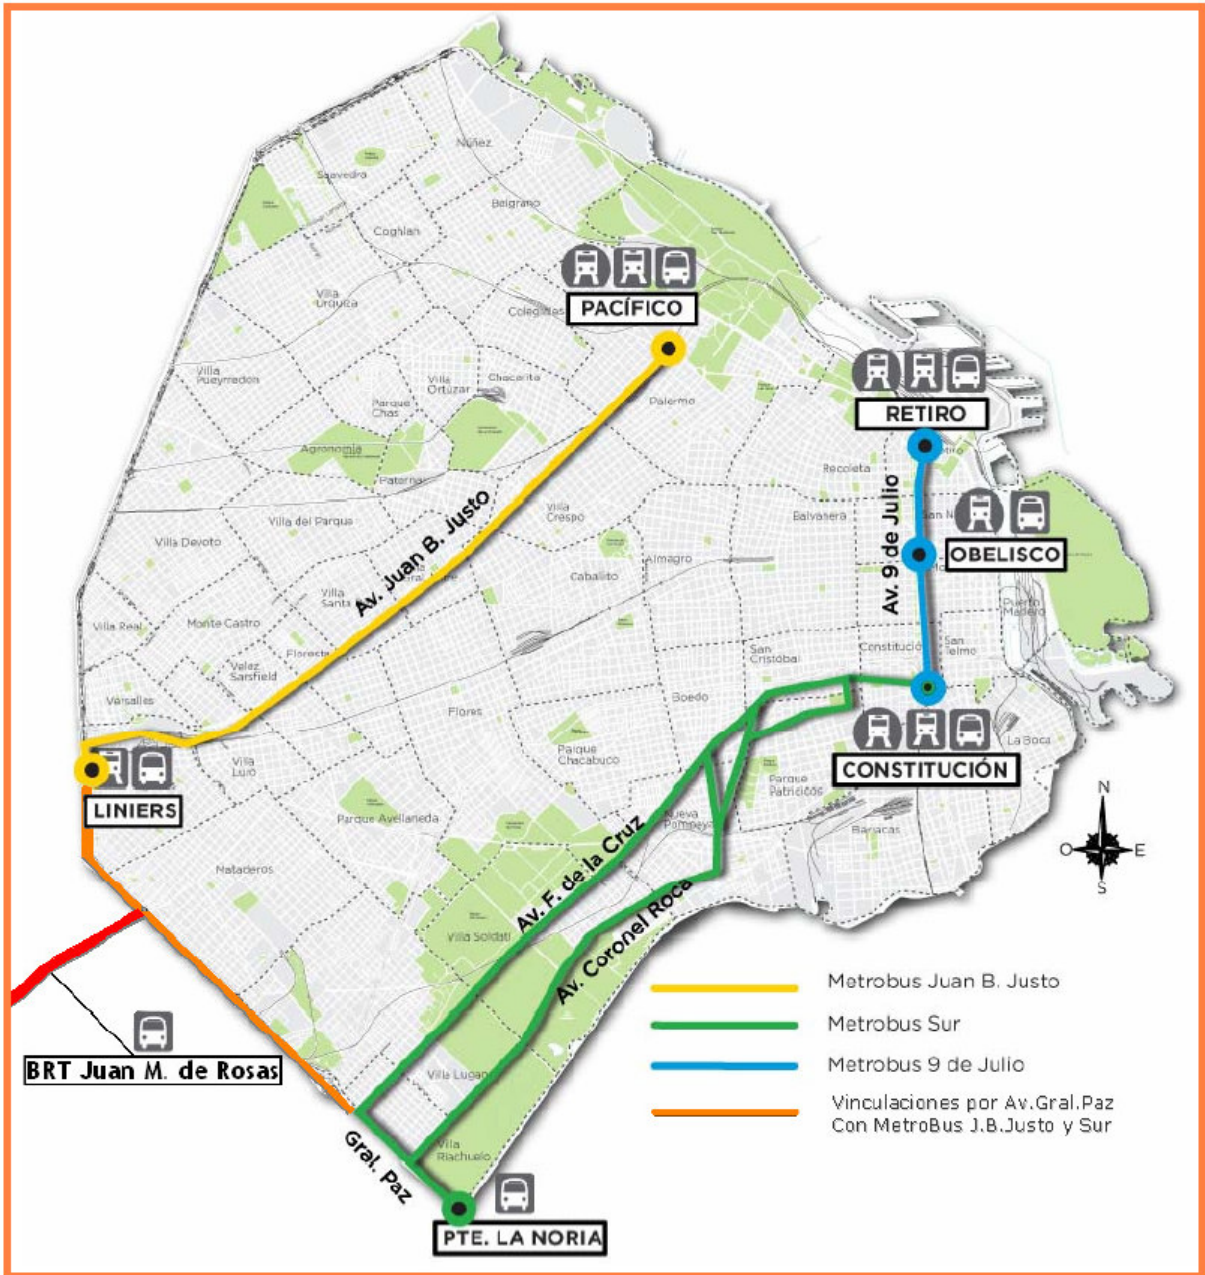 Núñez
Saavedra
Belgrano
Coghlan
Villa
Urquiza
PACÍFICO
Villa
Pueyrredon
Villa
Ortúzar
Chacarita
Parque
Chas
Palermo
RETIRO
Agronomía
Paternal
Recoleta
Villa del Parque
Villa
Crespo
Balvanera
Av. 9 de Julio
OBELISCO
Villa Devoto
Almagro
Av. Juan B. Justo
Caballito
Villa
Puerto
Madero
Villa Real
Monte Castro
Floresta
San
Cristóbal
Constitució
San
Telmo
Velez
Sarsfield
Versalles
Flores
Boedo
La Boca
Villa
Luro
Parque
Chacabuco
CONSTITUCIÓN
LINIERS
Parque
Patricios
Parque Avellaneda
Nueva
Pompeya
Barracas
N
O
E
S
Mataderos
Av. F. de la Cruz
Av. Coronel Roca
Villa Soldati
Metrobus Juan B. Justo
Metrobus Sur
Metrobus 9 de Julio
Vinculaciones por Av.Gral.Paz
Con MetroBus J.B.Justo y Sur
BRT Juan M. de Rosas
Villa Lugano
Villa
Riachuelo
Gral. Paz
PTE. LA NORIA